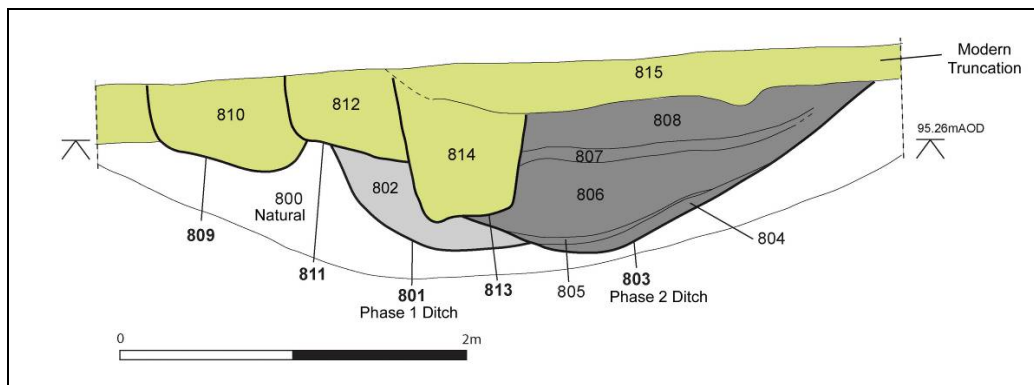 Modern
Truncation
815
810
812
808
95.26mAOD
814
807
802
806
800
Natural
809
804
811
801
Phase 1 Ditch
813
805
803
Phase 2 Ditch
0
2m